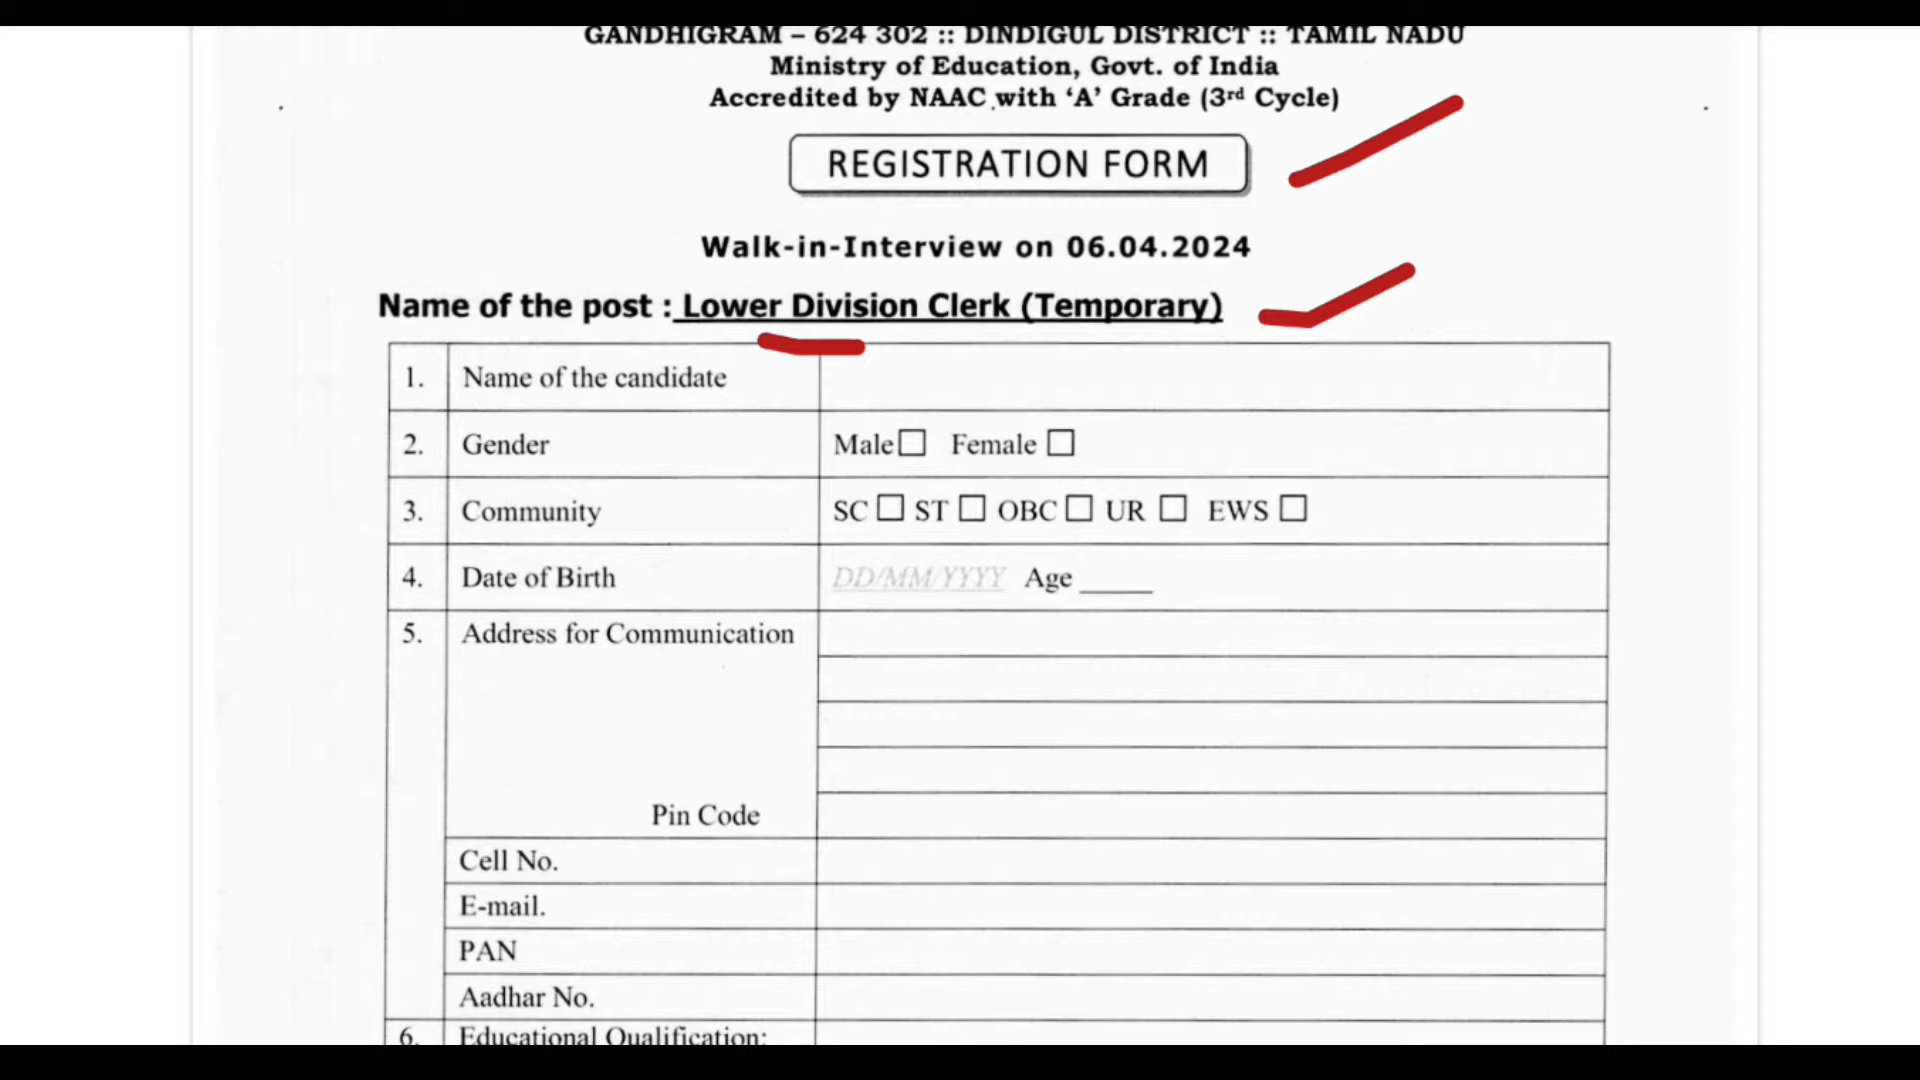 GANDHIGRAM – 624 302 :: DINDIGUL DISTRICT :: TAMIL NADU
Ministry of Education, Govt. of India
Accredited by NAAC with ‘A’ Grade (3rd Cycle)
REGISTRATION FORM
Walk-in-Interview on 06.04.2024
Name of the post : Lower Division Clerk (Temporary)
1. Name of the candidate
2. Gender Male Female
3. Community SC ST OBC UR EWS
4. Date of Birth DD/MM/YYYY Age
5. Address for Communication
Pin Code
Cell No.
E-mail.
PAN
Aadhar No.
6. Educational Qualification: